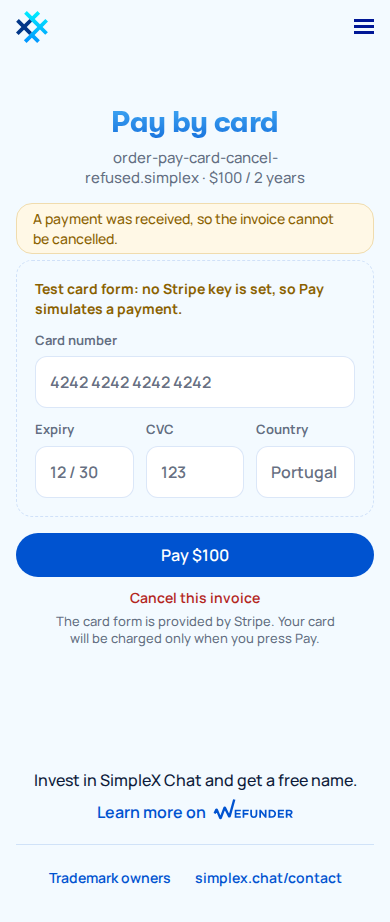 Pay by card
order-pay-card-cancel-
refused.simplex · $100 / 2 years
A payment was received, so the invoice cannot
be cancelled.
Test card form: no Stripe key is set, so Pay
simulates a payment.
Card number
4242 4242 4242 4242
Expiry CVC Country
12 / 30 123 Portugal
Pay $100
Cancel this invoice
The card form is provided by Stripe. Your card
will be charged only when you press Pay.
Invest in SimpleX Chat and get a free name.
Learn more on WEFUNDER
Trademark owners simplex.chat/contact